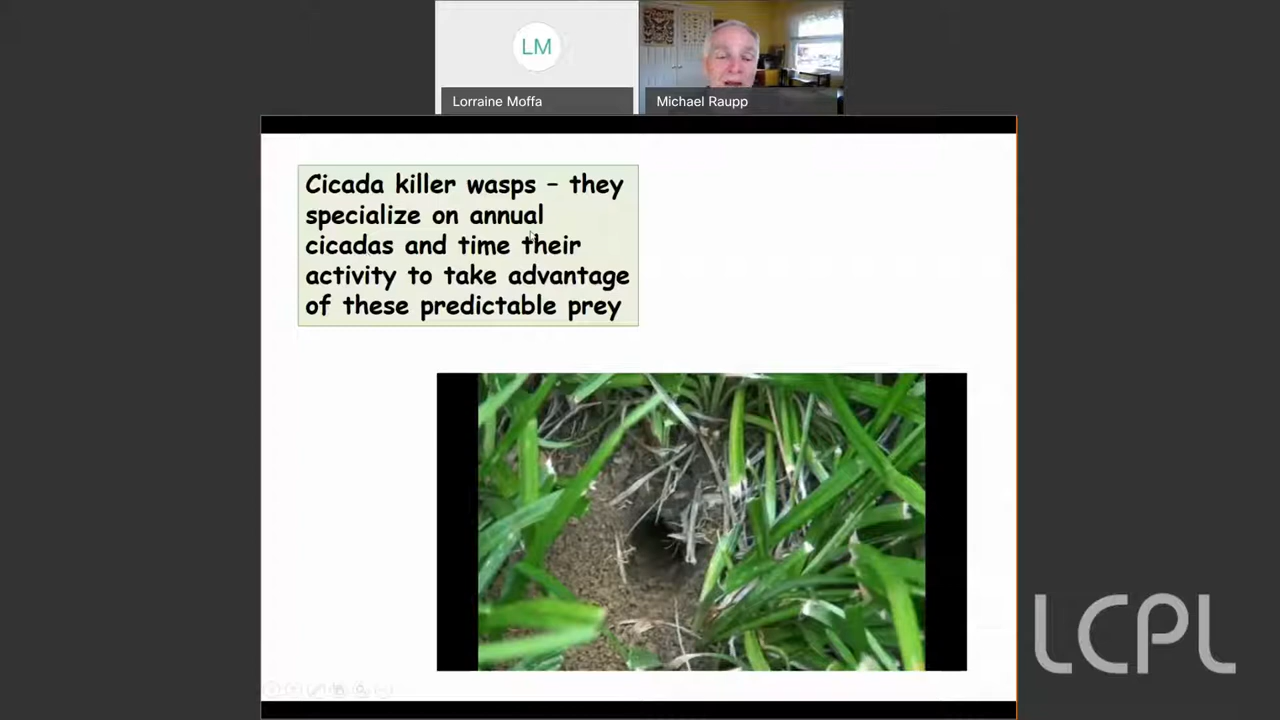 LM
Lorraine Moffa
Michael Raupp
Cicada killer wasps – they
specialize on annual
cicadas and time their
activity to take advantage
of these predictable prey
LCPL